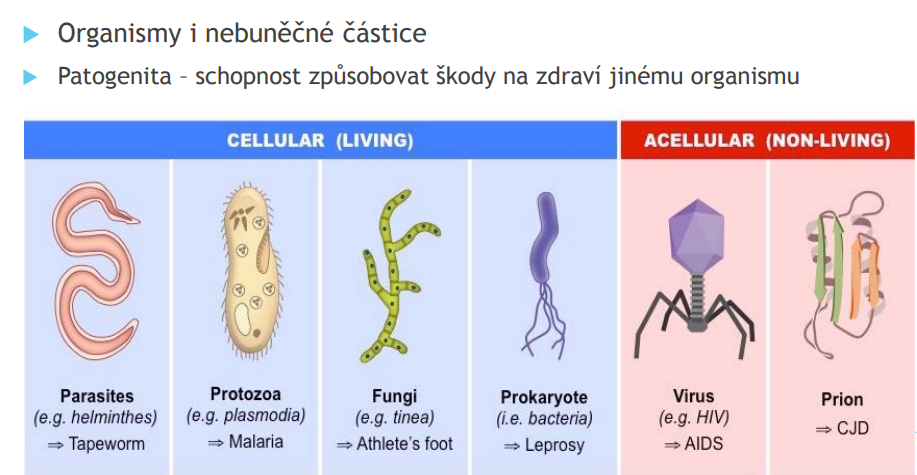 Organismy i nebuněčné částice
Patogenita – schopnost způsobovat škody na zdraví jinému organismu
CELLULAR (LIVING)
ACELLULAR (NON-LIVING)
Parasites
(e.g. helminthes)
⇒ Tapeworm
Protozoa
(e.g. plasmodia)
⇒ Malaria
Fungi
(e.g. tinea)
⇒ Athlete's foot
Prokaryote
(i.e. bacteria)
⇒ Leprosy
Virus
(e.g. HIV)
⇒ AIDS
Prion
⇒ CJD